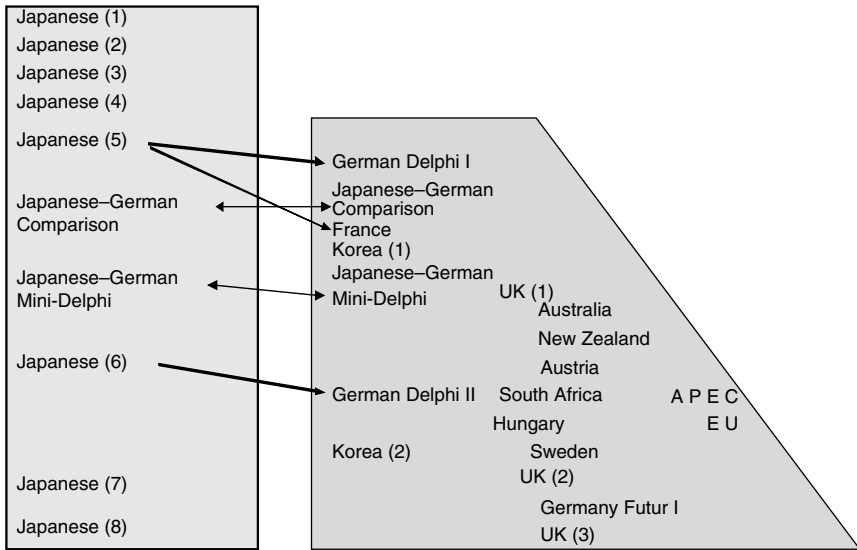 Japanese (1)
Japanese (2)
Japanese (3)
Japanese (4)
Japanese (5)
Japanese–German
Comparison
Japanese–German
Mini-Delphi
Japanese (6)
Japanese (7)
Japanese (8)
German Delphi I
Japanese–German
Comparison
France
Korea (1)
Japanese–German
Mini-Delphi
UK (1)
Australia
New Zealand
Austria
German Delphi II
South Africa
A P E C
Hungary
E U
Korea (2)
Sweden
UK (2)
Germany Futur I
UK (3)